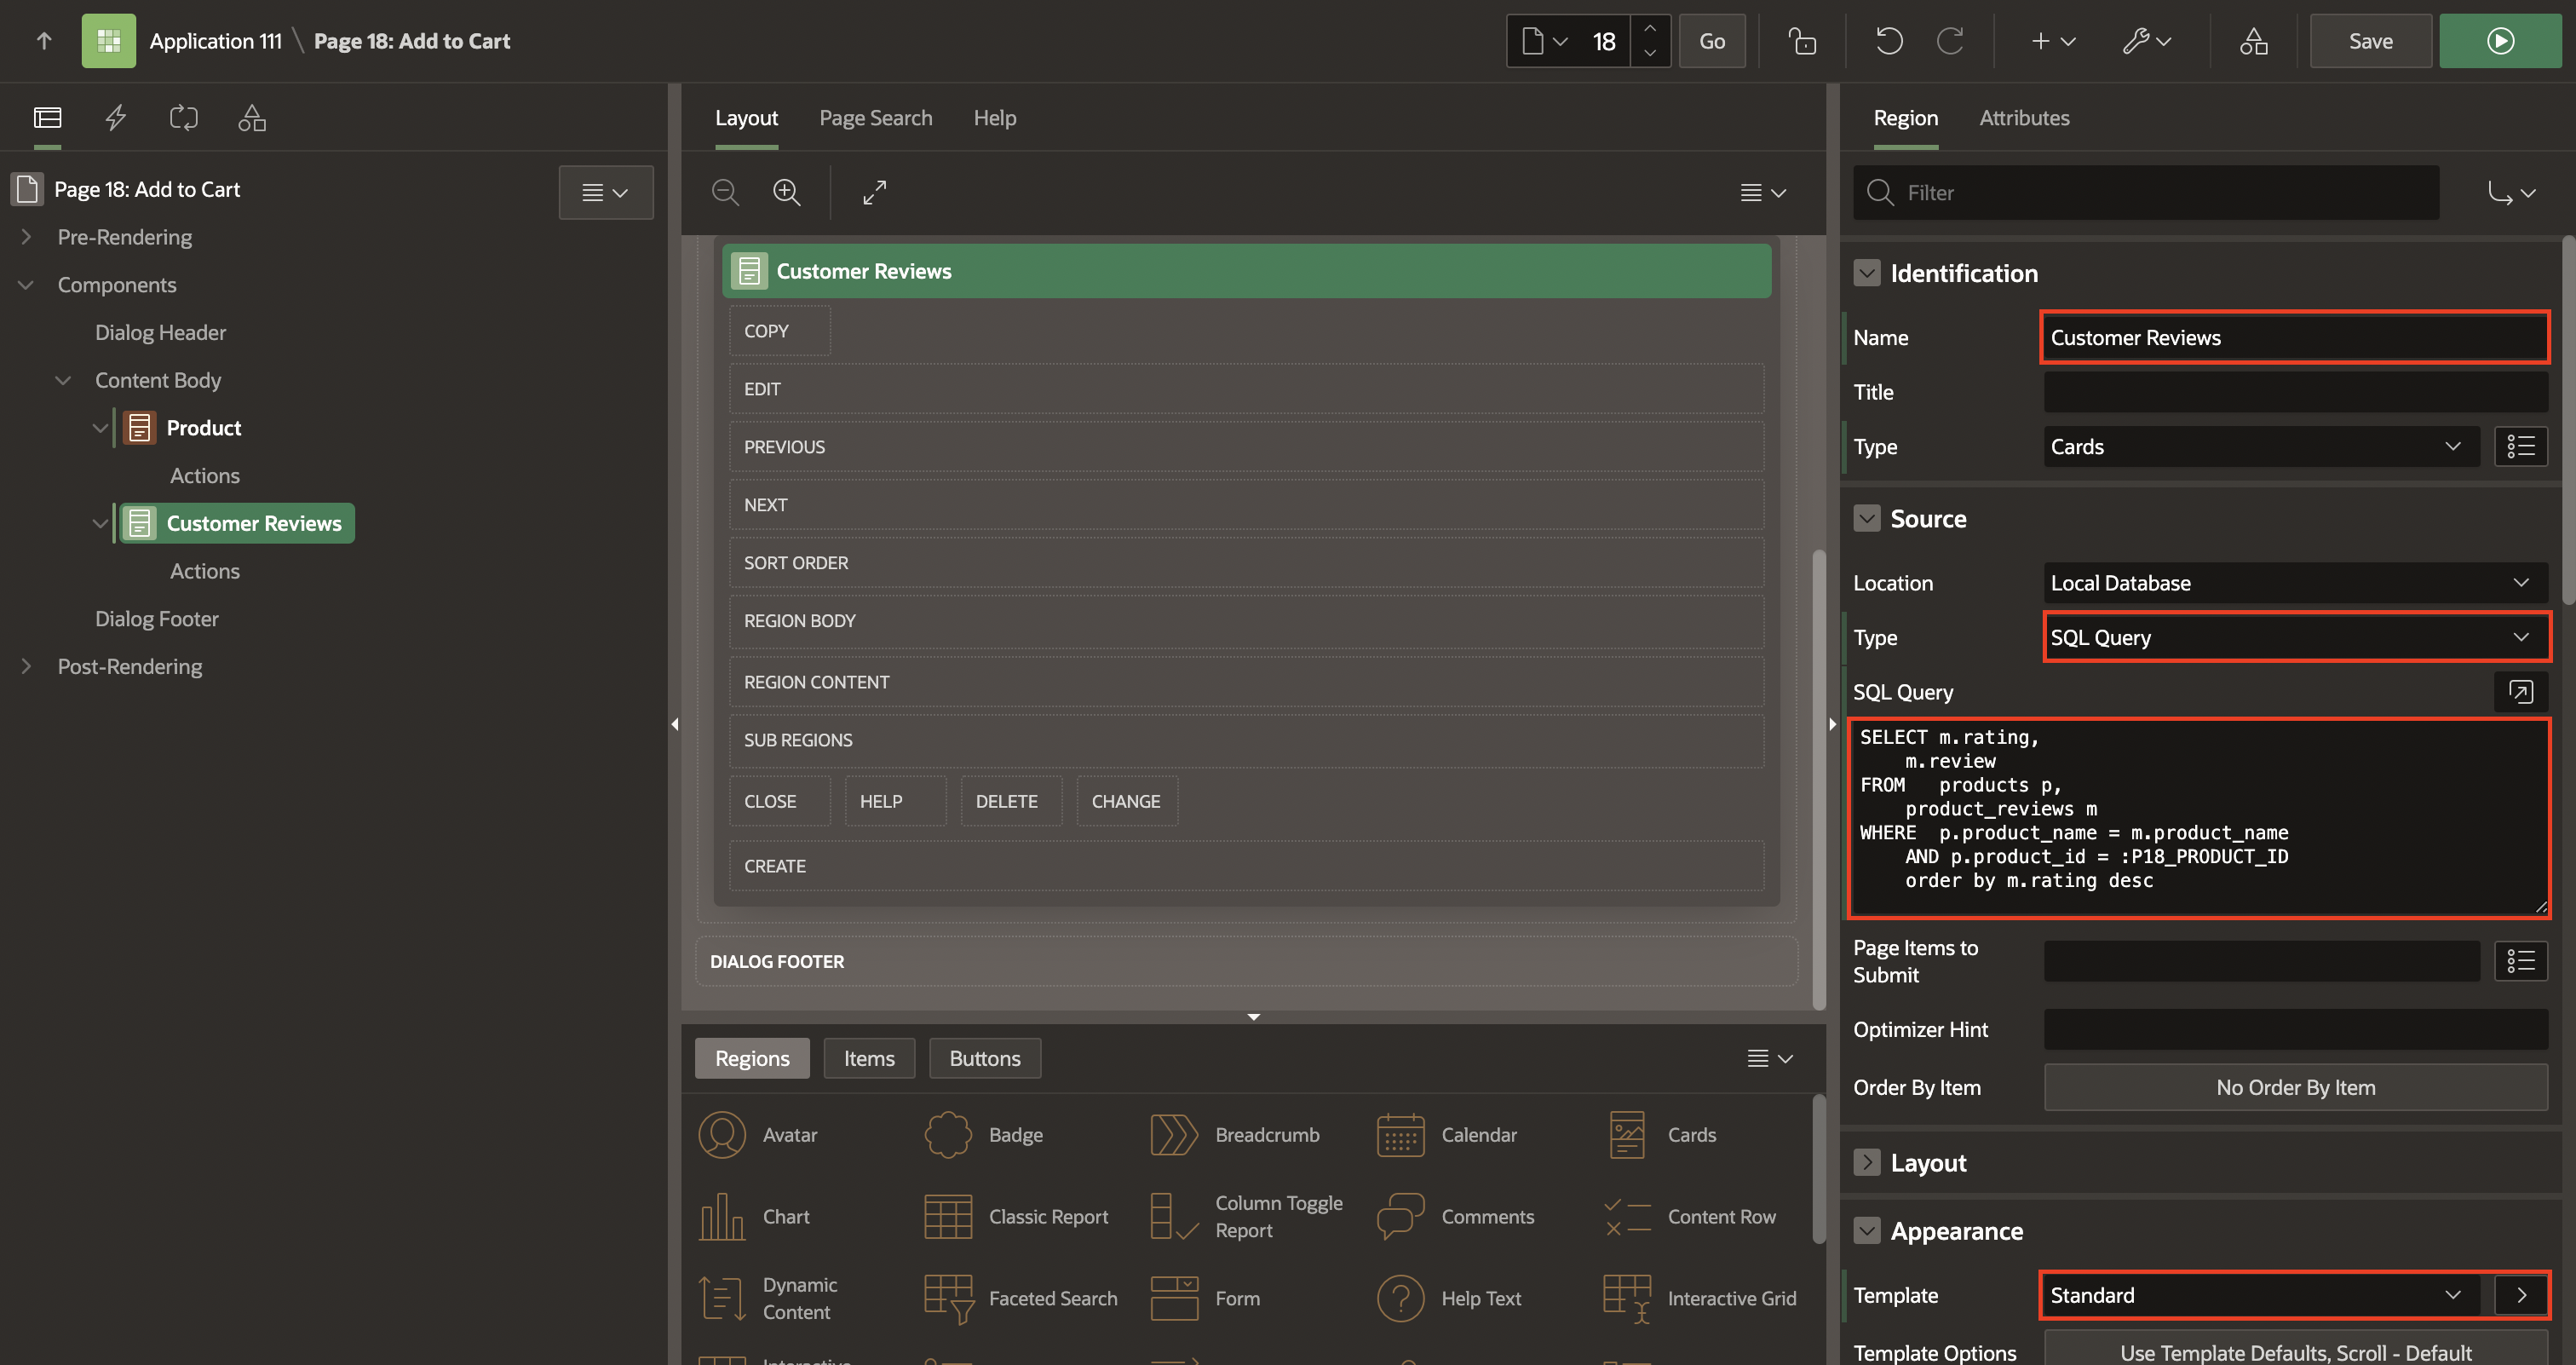 Application 111 \ Page 18: Add to Cart
18
Go
Save
Page 18: Add to Cart
Pre-Rendering
Components
Dialog Header
Content Body
Product
Actions
Customer Reviews
Actions
Dialog Footer
Post-Rendering
Layout Page Search Help
Customer Reviews
COPY
EDIT
PREVIOUS
NEXT
SORT ORDER
REGION BODY
REGION CONTENT
SUB REGIONS
CLOSE HELP DELETE CHANGE
CREATE
DIALOG FOOTER
Regions Items Buttons
Avatar Badge Breadcrumb Calendar Cards
Chart Classic Report Column Toggle Report Comments Content Row
Dynamic Content Faceted Search Form Help Text Interactive Grid
Region Attributes
Filter
Identification
Name Customer Reviews
Title
Type Cards
Source
Location Local Database
Type SQL Query
SQL Query
SELECT m.rating,
m.review
FROM products p,
product_reviews m
WHERE p.product_name = m.product_name
AND p.product_id = :P18_PRODUCT_ID
order by m.rating desc
Page Items to
Submit
Optimizer Hint
Order By Item No Order By Item
Layout
Appearance
Template Standard
Template Options Use Template Defaults, Scroll - Default